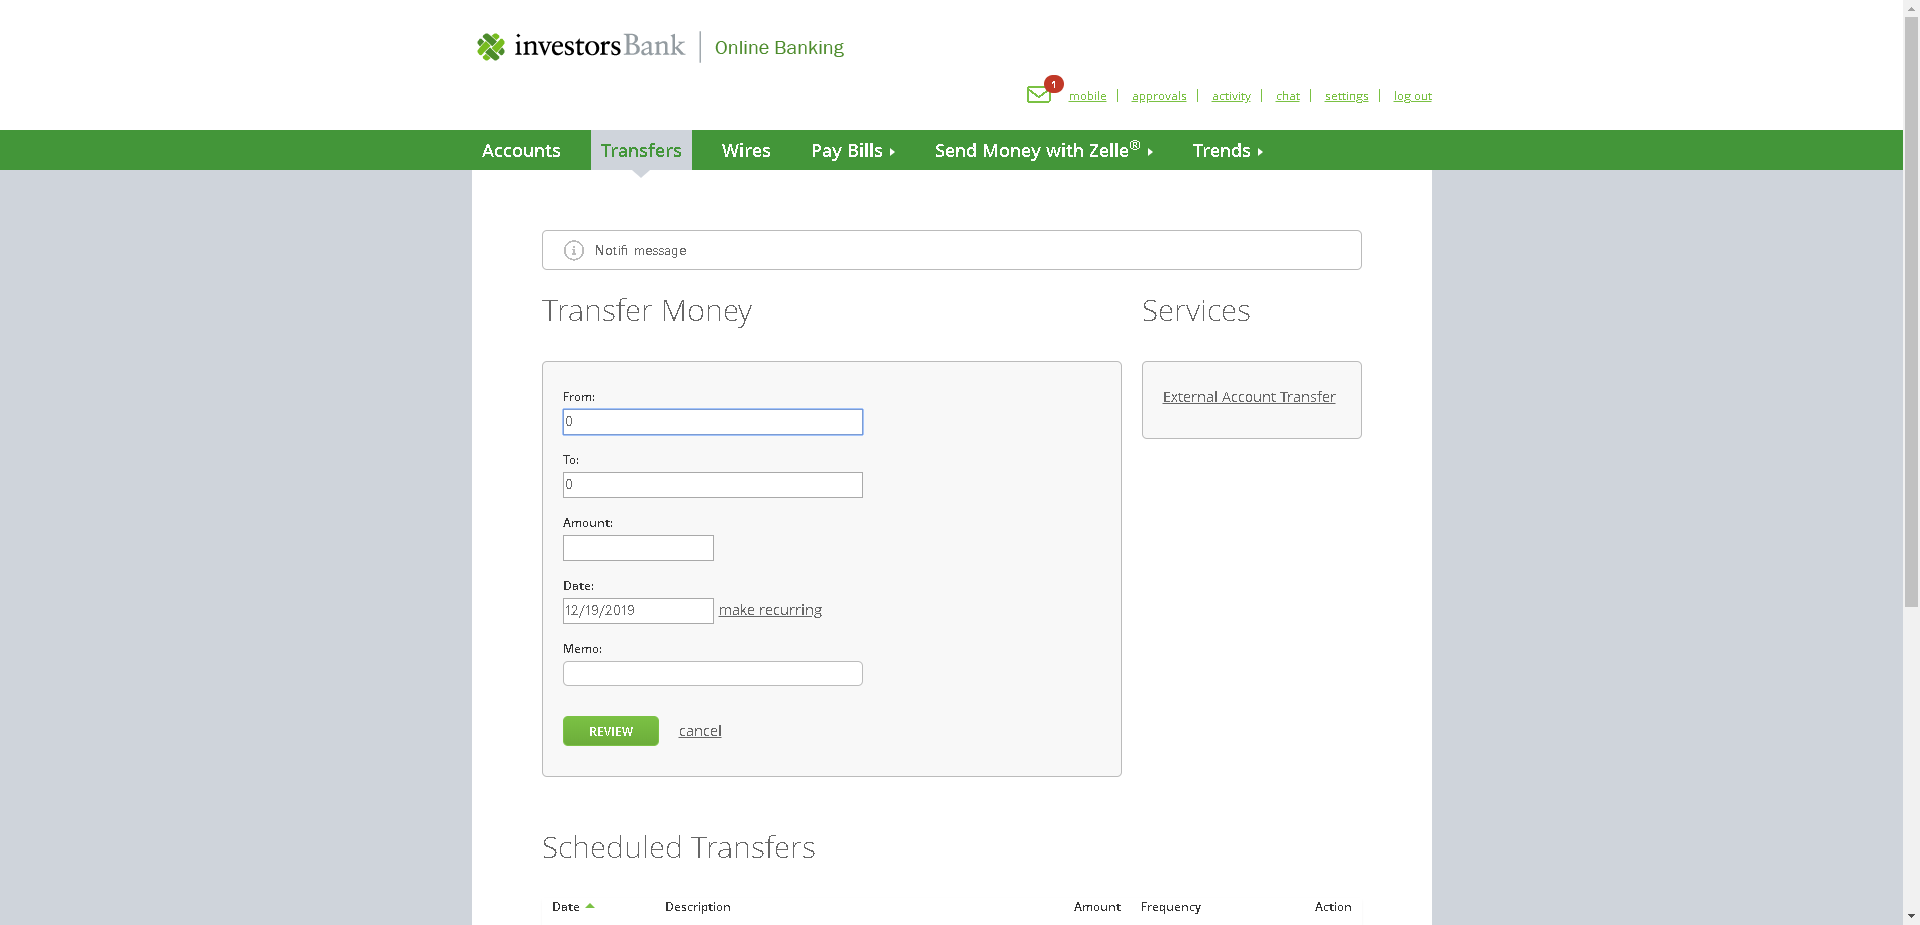 investorsBank Online Banking
1
mobile approvals activity chat settings log out
Accounts Transfers Wires Pay Bills Send Money with Zelle® Trends
Notifi message
Transfer Money
Services
From:
0
External Account Transfer
To:
0
Amount:
Date:
12/19/2019 make recurring
Memo:
REVIEW cancel
Scheduled Transfers
Date Description Amount Frequency Action